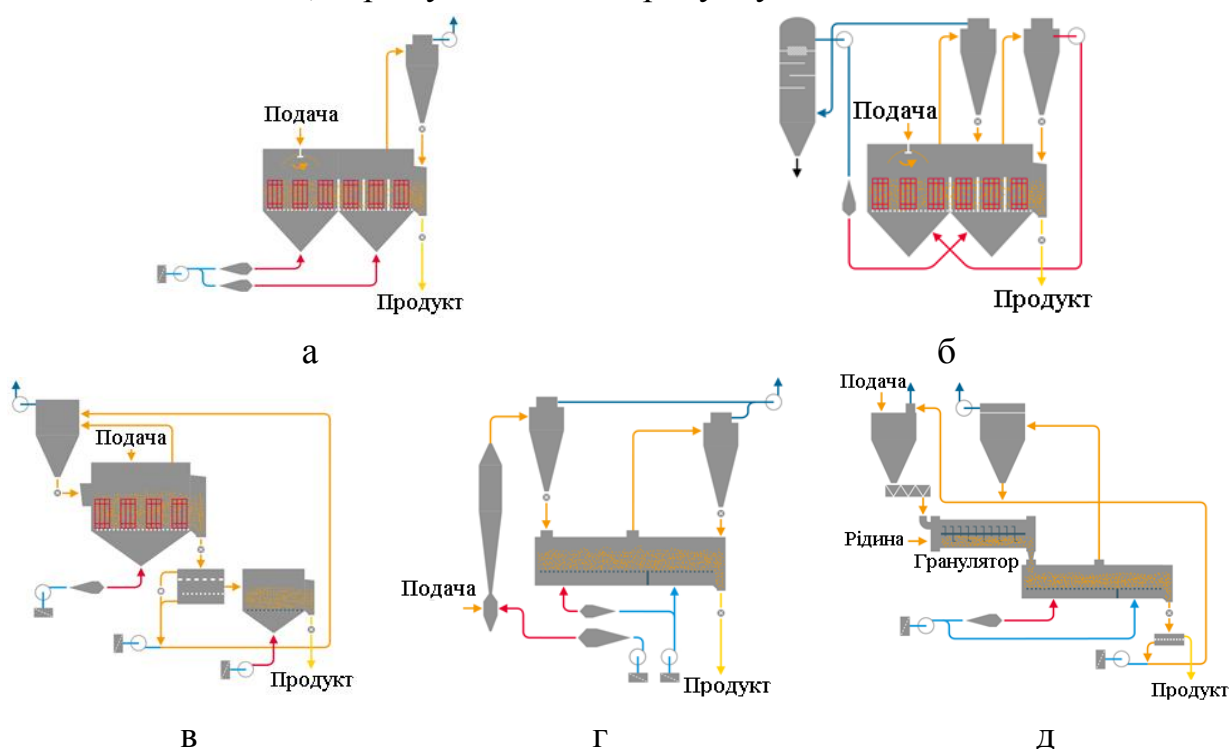 Подача
Продукт
а
Подача
Продукт
б
Подача
Продукт
в
Подача
Продукт
г
Подача
Рідина
Гранулятор
Продукт
д